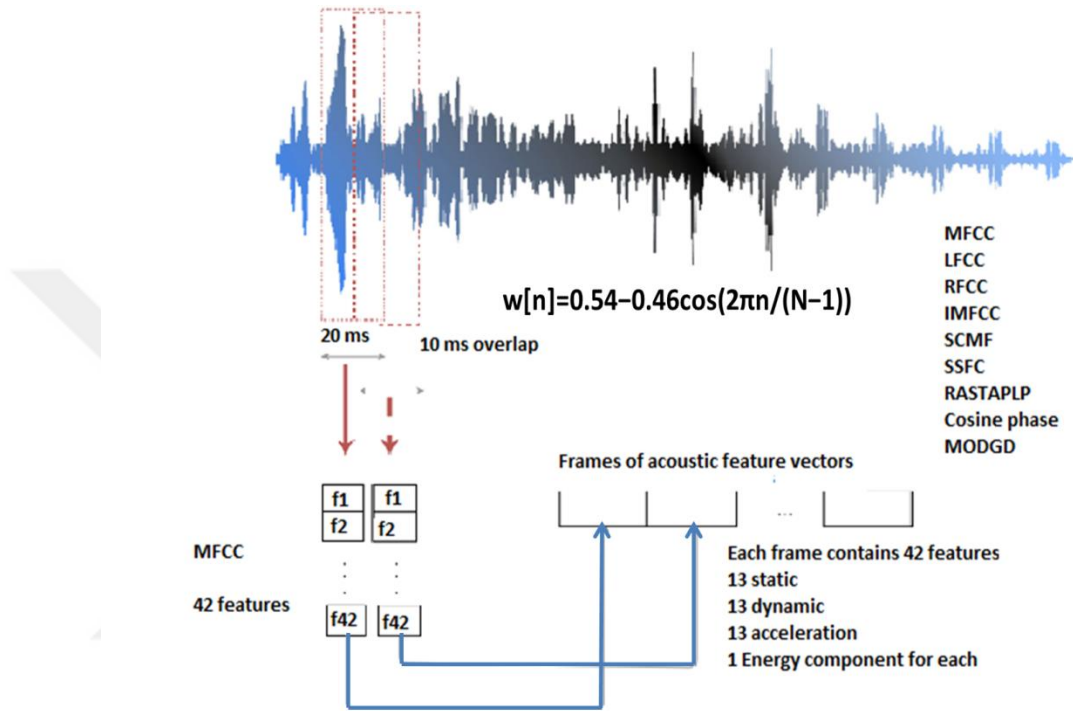 w[n]=0.54−0.46cos(2πn/(N−1))
20 ms
10 ms overlap
MFCC
LFCC
RFCC
IMFCC
SCMF
SSFC
RASTAPLP
Cosine phase
MODGD
f1
f1
f2
f2
MFCC
42 features
f42
f42
Frames of acoustic feature vectors
...
Each frame contains 42 features
13 static
13 dynamic
13 acceleration
1 Energy component for each